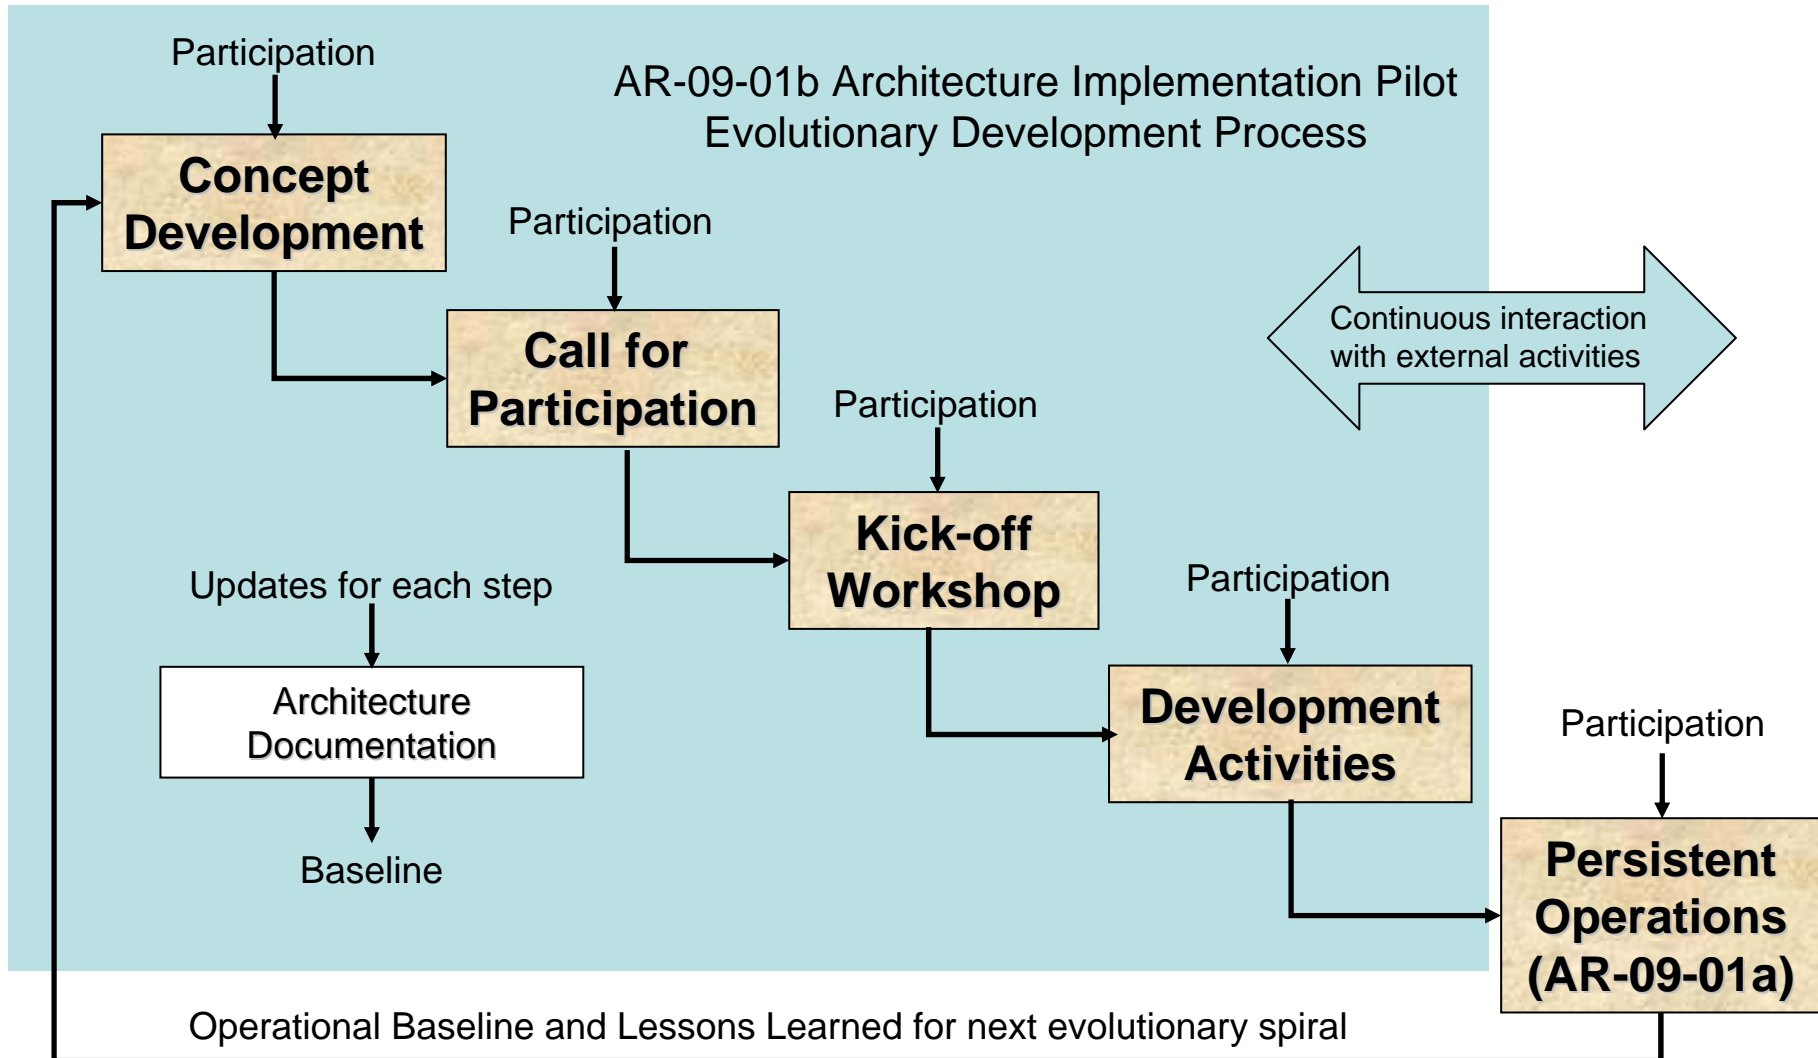 Participation
AR-09-01b Architecture Implementation Pilot
Evolutionary Development Process
Concept
Development
Participation
Call for
Participation
Continuous interaction
with external activities
Participation
Kick-off
Workshop
Updates for each step
Architecture
Documentation
Baseline
Participation
Development
Activities
Participation
Persistent
Operations
(AR-09-01a)
Operational Baseline and Lessons Learned for next evolutionary spiral